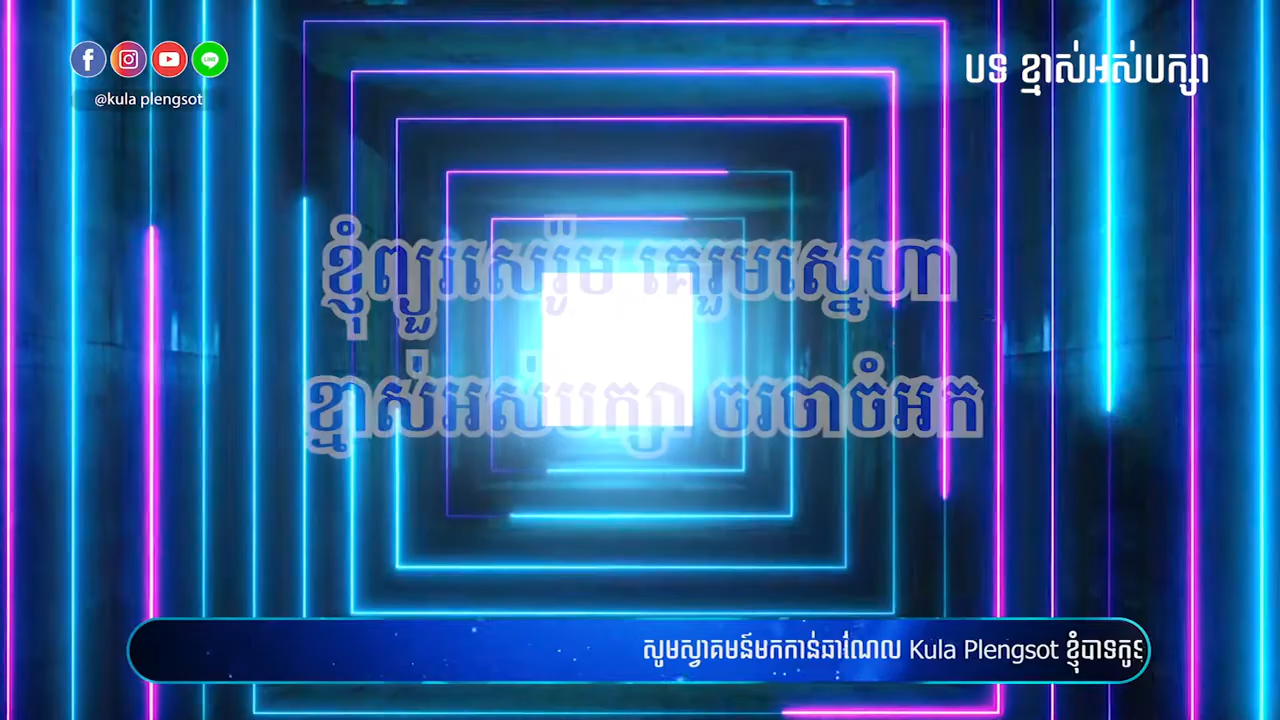 @kula plengsot
បទ ខ្មាស់អស់បក្សា
ខ្ញុំព្យួរសេរ៉ូម គេរួមស្នេហា
ខ្មាស់អស់បក្សា ចរចាចំអក
សូមស្វាគមន៍មកកាន់ឆាវណែល Kula Plengsot ខ្ញុំបាទ